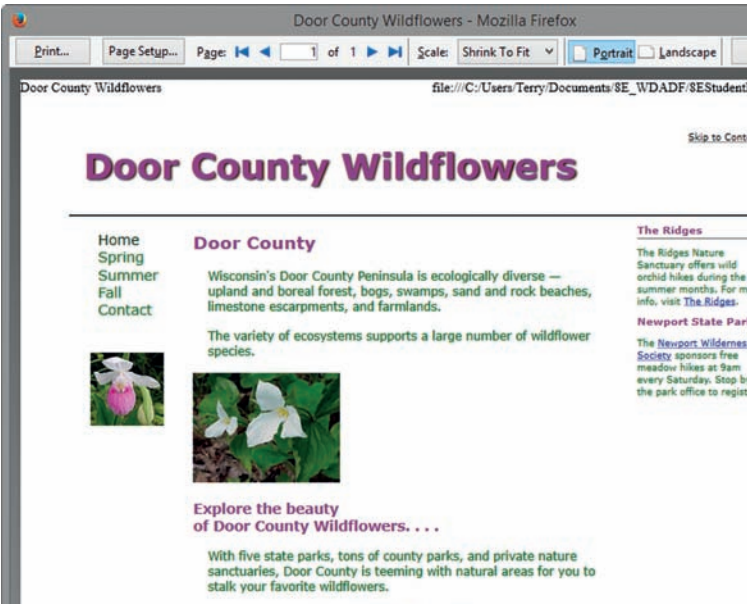 Door County Wildflowers - Mozilla Firefox
Print... Page Setup... Page: 1 of 1 Scale: Shrink To Fit Portrait Landscape
Door County Wildflowers file:///C:/Users/Terry/Documents/8E_WDADF/8EStudent
Skip to Cont
Door County Wildflowers
Home
Spring
Summer
Fall
Contact
Door County
Wisconsin's Door County Peninsula is ecologically diverse —
upland and boreal forest, bogs, swamps, sand and rock beaches,
limestone escarpments, and farmlands.
The variety of ecosystems supports a large number of wildflower
species.
Explore the beauty
of Door County Wildflowers. . . .
With five state parks, tons of county parks, and private nature
sanctuaries, Door County is teeming with natural areas for you to
stalk your favorite wildflowers.
The Ridges
The Ridges Nature
Sanctuary offers wild
orchid hikes during the
summer months. For m
info, visit The Ridges.
Newport State Par
The Newport Wildernes
Society sponsors free
meadow hikes at 9am
every Saturday. Stop b
the park office to regist